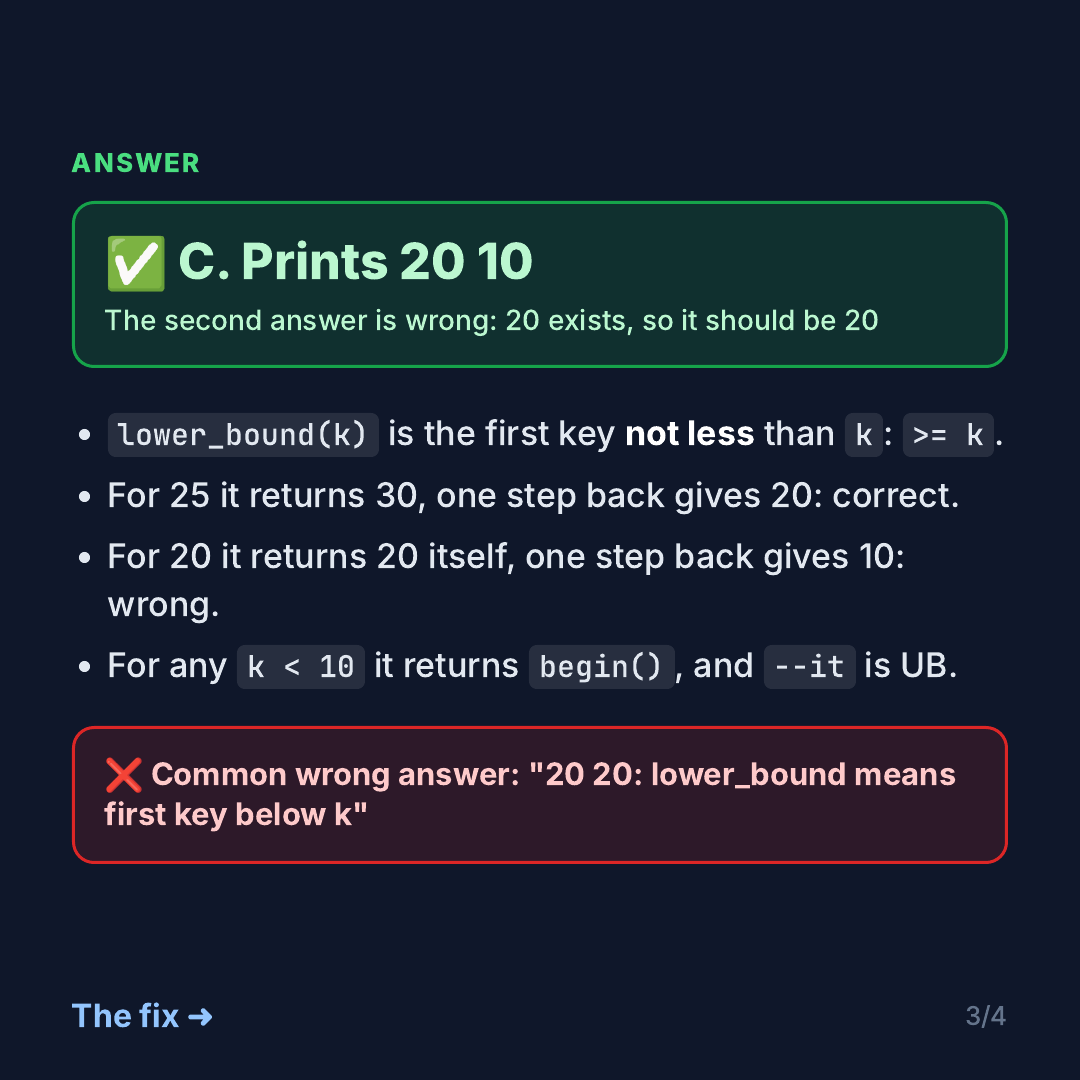 ANSWER
✅ C. Prints 20 10
The second answer is wrong: 20 exists, so it should be 20
• lower_bound(k) is the first key not less than k: >= k.
• For 25 it returns 30, one step back gives 20: correct.
• For 20 it returns 20 itself, one step back gives 10:
wrong.
• For any k < 10 it returns begin(), and --it is UB.
❌ Common wrong answer: "20 20: lower_bound means
first key below k"
The fix ➜
3/4